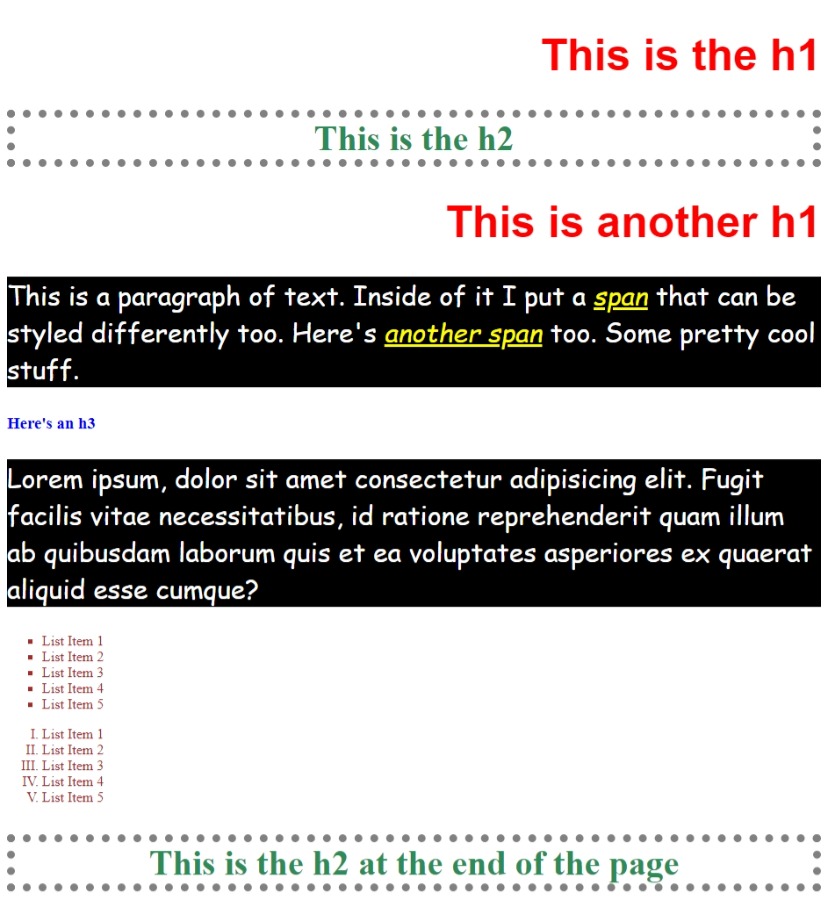 This is the h1
This is the h2
This is another h1
This is a paragraph of text. Inside of it I put a span that can be
styled differently too. Here's another span too. Some pretty cool
stuff.
Here's an h3
Lorem ipsum, dolor sit amet consectetur adipisicing elit. Fugit
facilis vitae necessitatibus, id ratione reprehenderit quam illum
ab quibusdam laborum quis et ea voluptates asperiores ex quaerat
aliquid esse cumque?
▪ List Item 1
▪ List Item 2
▪ List Item 3
▪ List Item 4
▪ List Item 5
I. List Item 1
II. List Item 2
III. List Item 3
IV. List Item 4
V. List Item 5
This is the h2 at the end of the page